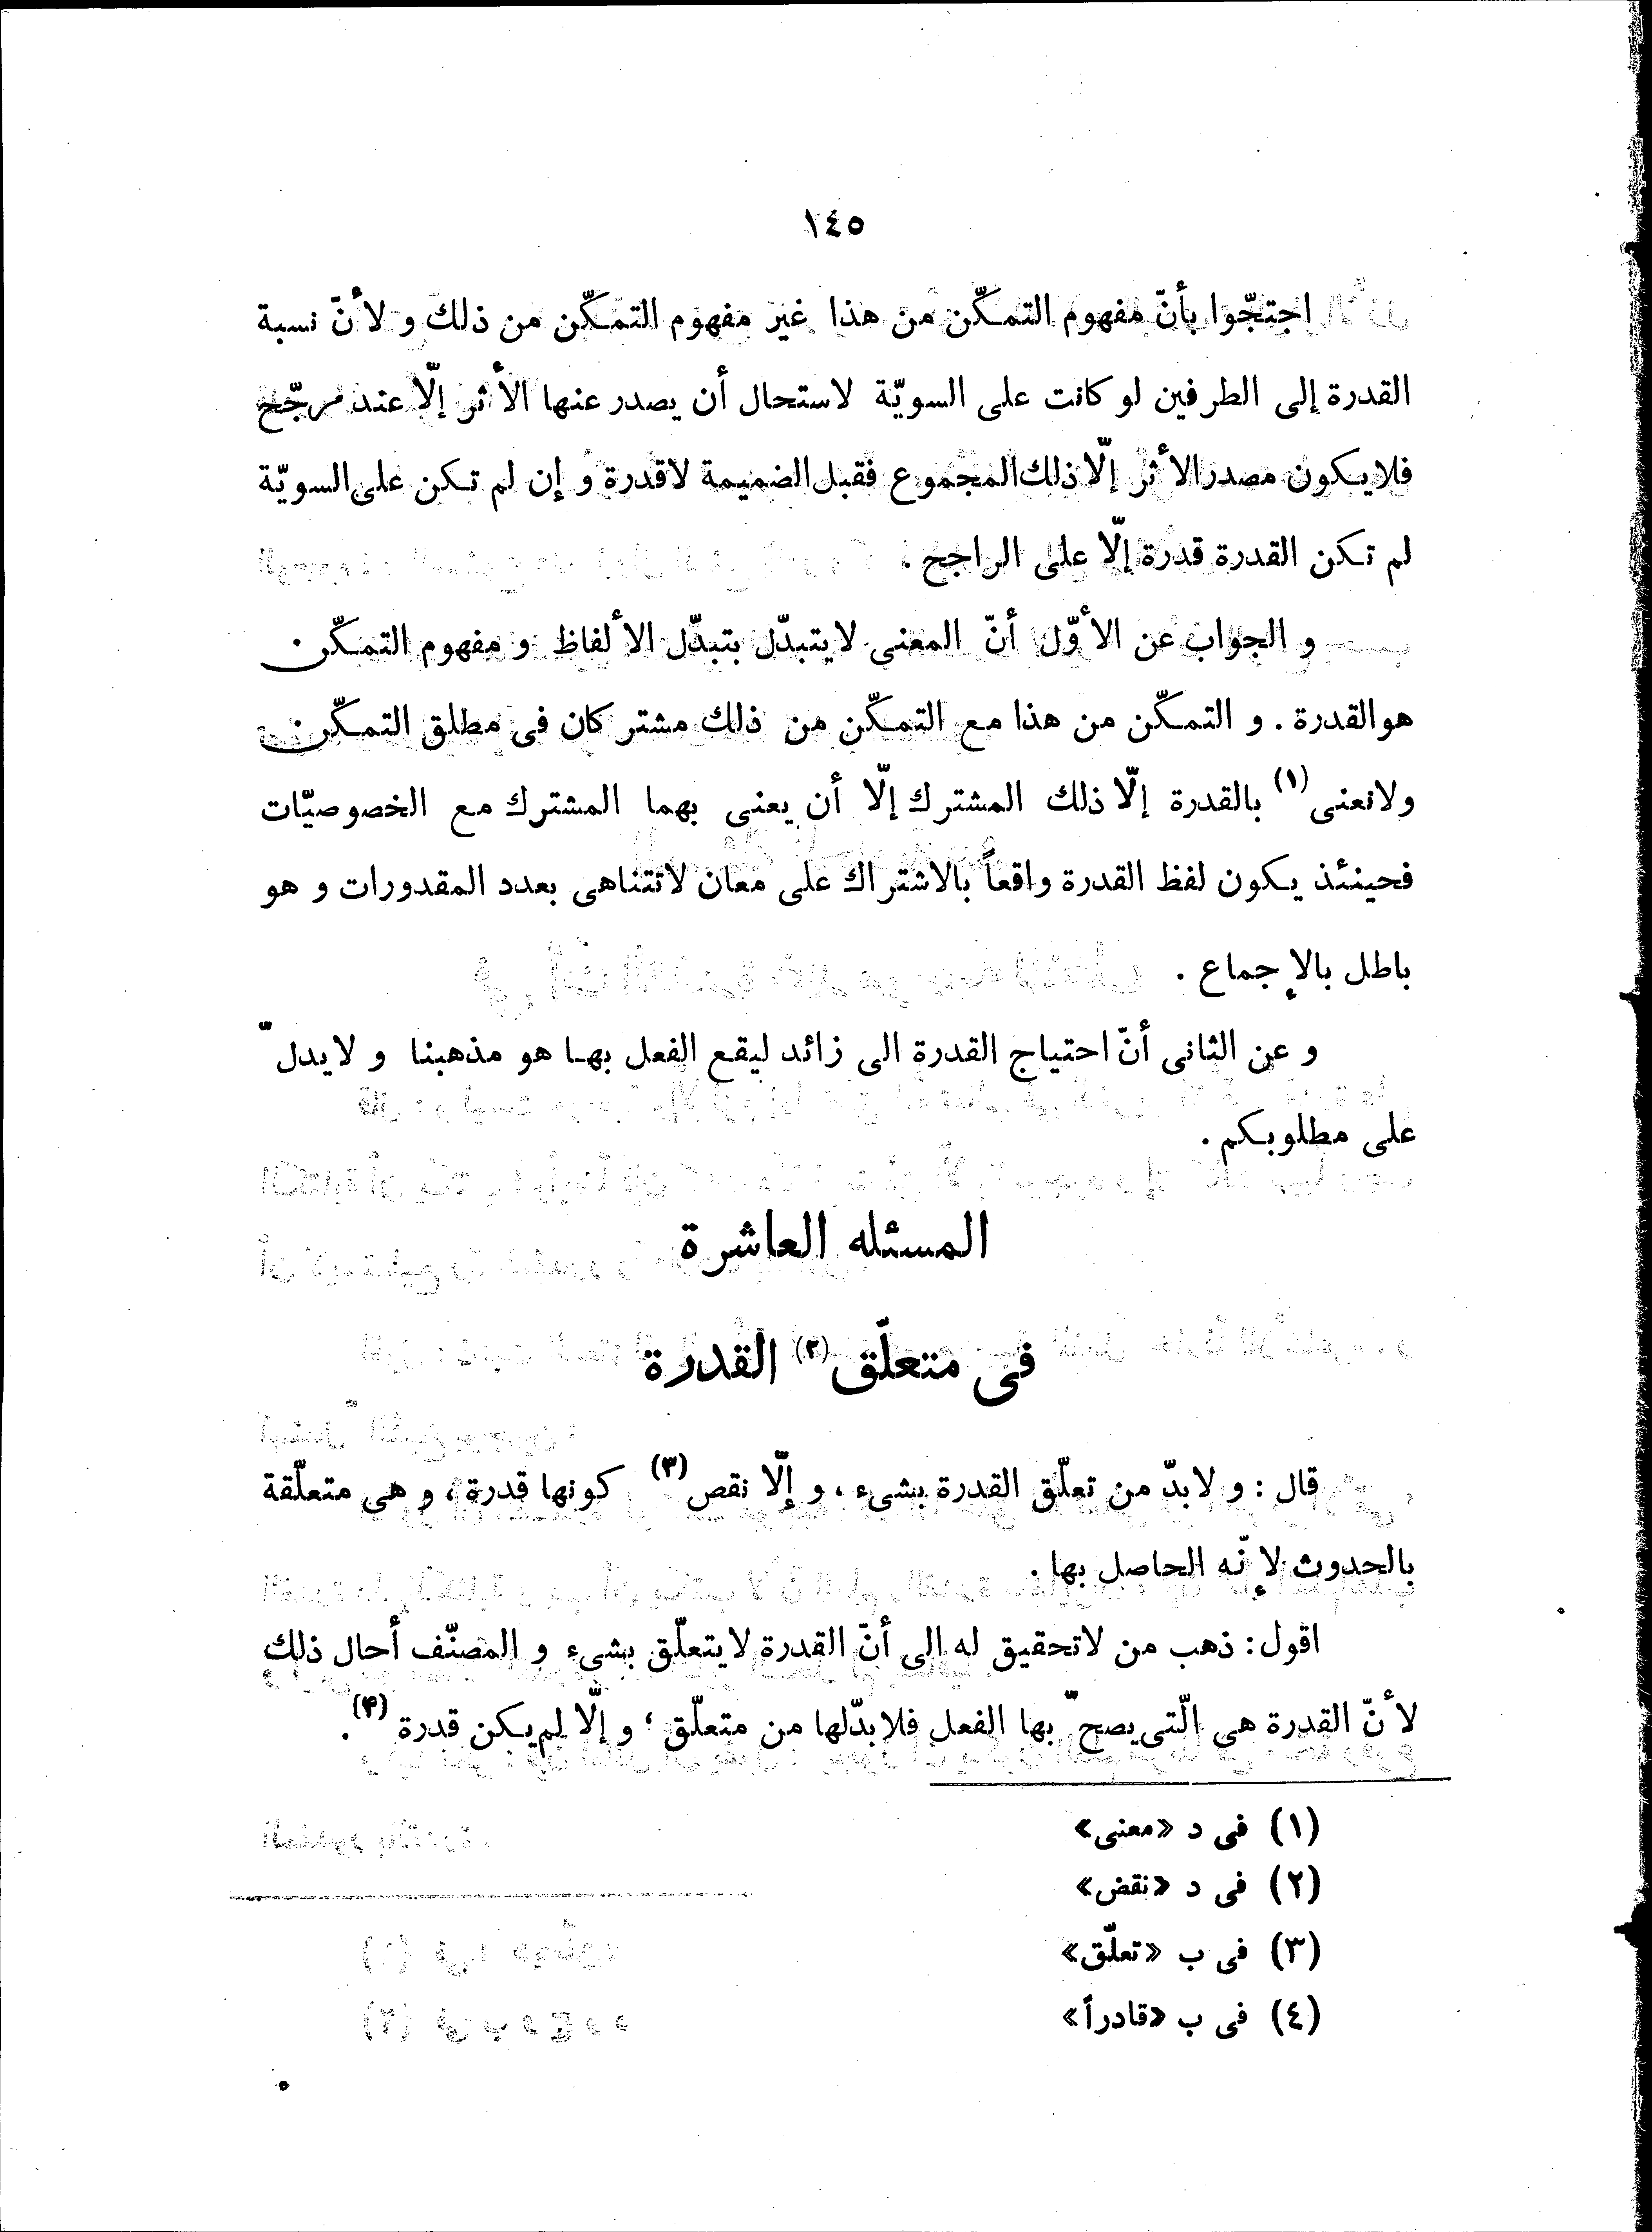 ١٤٥
احتجّوا بأنّ مفهوم التمكّن من هذا غير مفهوم التمكّن من ذلك و لأنّ نسبة
القدرة إلى الطرفين لو كانت على السويّة لاستحال أن يصدر عنها الأثر إلّا عند مرجّح
فلايكون مصدر الأثر إلّا ذلك المجموع فقبل الضميمة لاقدرة و إن لم تكن على السويّة
لم تكن القدرة قدرة إلّا على الراجح .
و الجواب عن الأوّل أنّ المعنى لايتبدّل بتبدّل الألفاظ و مفهوم التمكّن
هو القدرة . و التمكّن من هذا مع التمكّن من ذلك مشتركان فى مطلق التمكّن
ولانعنى (١) بالقدرة إلّا ذلك المشترك إلّا أن يعنى بهما المشترك مع الخصوصيّات
فحينئذ يكون لفظ القدرة واقعاً بالاشتراك على معان لاتتناهى بعدد المقدورات و هو
باطل بالإجماع .
و عن الثانى أنّ احتياج القدرة الى زائد ليقع الفعل بها هو مذهبنا و لايدلّ
على مطلوبكم .
المسئله العاشرة
فى متعلّق (٢) القدرة
قال : و لابدّ من تعلّق القدرة بشىء ، و إلّا نقص (٣) كونها قدرة ، و هى متعلّقة
بالحدوث لإنّه الحاصل بها .
اقول : ذهب من لاتحقيق له الى أنّ القدرة لايتعلّق بشىء و المصنّف أحال ذلك
لأنّ القدرة هى الّتى يصحّ بها الفعل فلابدّلها من متعلّق ؛ و إلّا لم يكن قدرة (۴) .
(١) فى د «معنى»
(٢) فى د «نقض»
(٣) فى ب «تعلّق»
(٤) فى ب «قادراً»